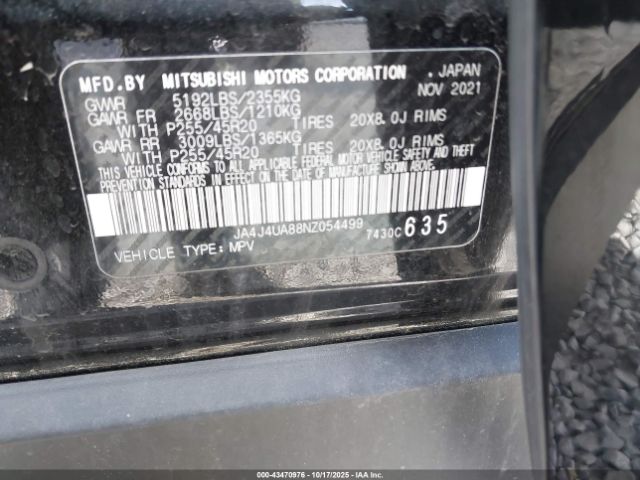 MFD.BY MITSUBISHI MOTORS CORPORATION . JAPAN
GVWR 5192LBS/2355KG NOV 2021
GAWR FR 2668LBS/1210KG
WITH P255/45R20 TIRES 20X8.0J RIMS
GAWR RR 3009LBS/1365KG
WITH P255/45R20 TIRES 20X8.0J RIMS
THIS VEHICLE CONFORMS TO ALL APPLICABLE FEDERAL MOTOR VEHICLE SAFETY AND THEFT
PREVENTION STANDARDS IN EFFECT ON THE DATE OF MANUFACTURE SHOWN ABOVE.
JA4J4UA88NZ054499 7430C 635
VEHICLE TYPE: MPV
000-43470976 - 10/17/2025 - COPYRIGHT IAA, LLC